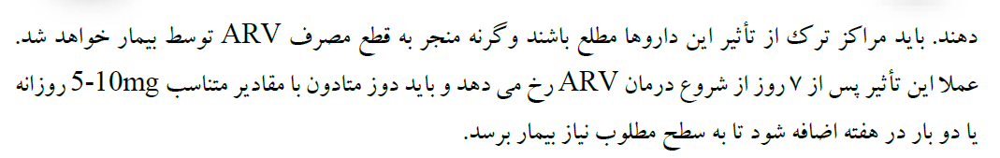 دهند. باید مراکز ترك از تأثیر این داروها مطلع باشند وگرنه منجر به قطع مصرف ARV توسط بیمار خواهد شد.
عملا این تأثیر پس از ۷ روز از شروع درمان ARV رخ می دهد و باید دوز متادون با مقادیر متناسب 5-10mg روزانه
یا دو بار در هفته اضافه شود تا به سطح مطلوب نیاز بیمار برسد.